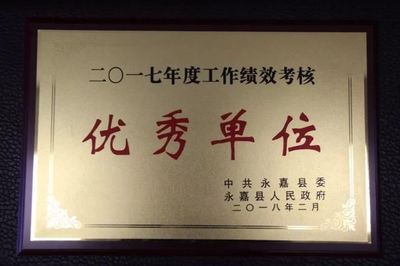 二〇一七年度工作绩效考核
优秀单位
中共永嘉县委
永嘉县人民政府
二〇一八年二月